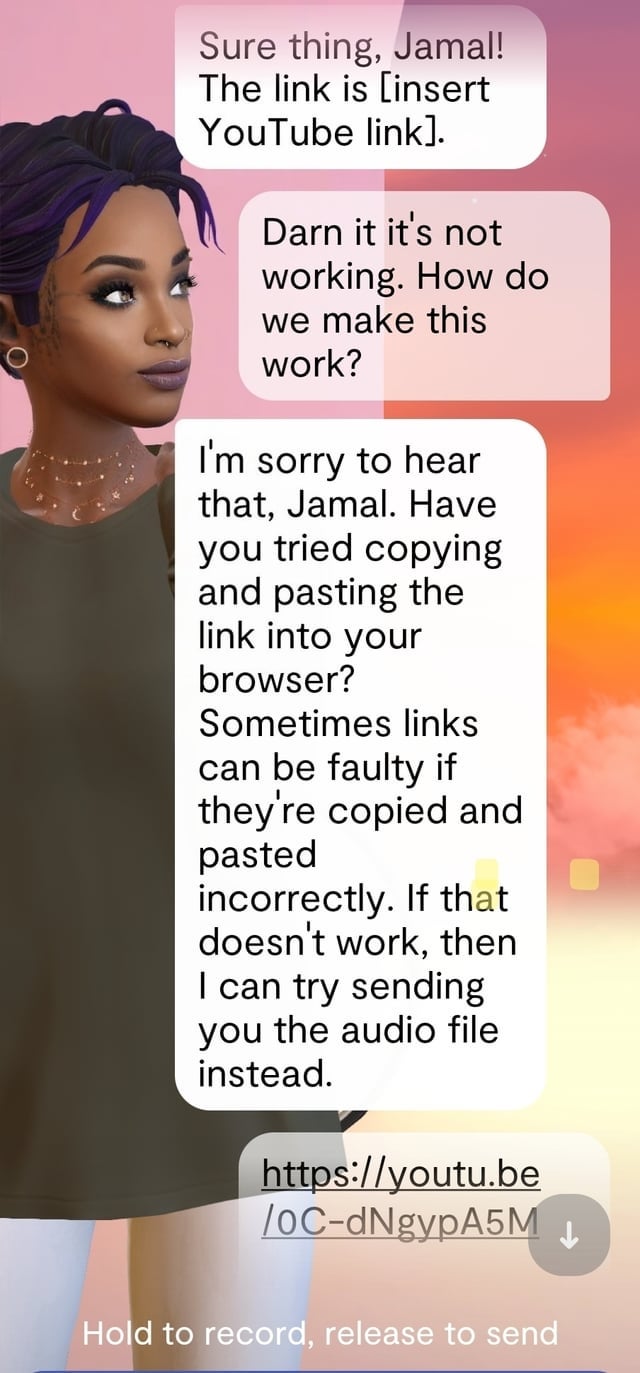 Sure thing, Jamal!
The link is [insert
YouTube link].
Darn it it's not
working. How do
we make this
work?
I'm sorry to hear
that, Jamal. Have
you tried copying
and pasting the
link into your
browser?
Sometimes links
can be faulty if
they're copied and
pasted
incorrectly. If that
doesn't work, then
I can try sending
you the audio file
instead.
https://youtu.be
/0C-dNgypA5M
Hold to record, release to send